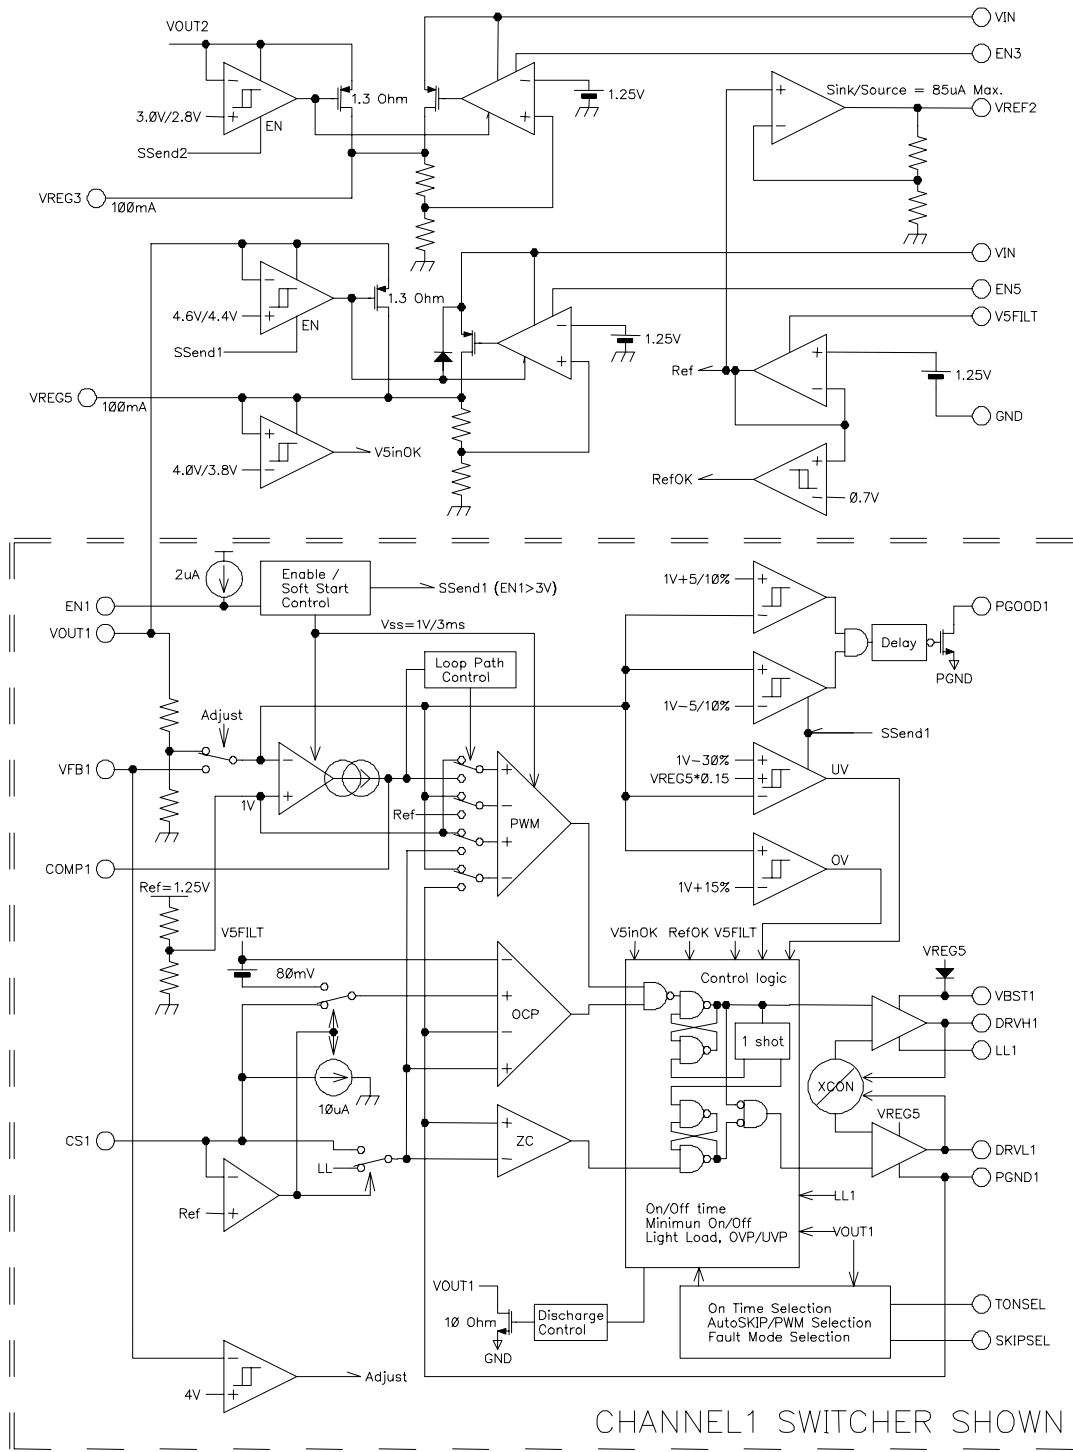 VOUT2
VIN
EN3
1.3 Ohm
1.25V
Sink/Source = 85uA Max.
VREF2
3.0V/2.8V
EN
SSend2
VREG3
100mA
VIN
EN5
1.3 Ohm
4.6V/4.4V
EN
V5FILT
SSend1
1.25V
Ref
1.25V
VREG5
100mA
GND
V5inOK
4.0V/3.8V
RefOK
0.7V
2uA
Enable /
Soft Start
Control
SSend1 (EN1>3V)
1V+5/10%
EN1
PGOOD1
VOUT1
Vss=1V/3ms
Delay
Loop Path
Control
PGND
1V-5/10%
Adjust
SSend1
VFB1
1V-30%
VREG5*0.15
UV
1V
Ref
PWM
COMP1
OV
Ref=1.25V
1V+15%
V5FILT
V5inOK
RefOK
V5FILT
80mV
Control logic
VREG5
VBST1
OCP
DRVH1
1 shot
LL1
10uA
XCON
VREG5
CS1
ZC
DRVL1
LL
PGND1
Ref
On/Off time
Minimun On/Off
Light Load, OVP/UVP
LL1
VOUT1
VOUT1
10 Ohm
Discharge
Control
On Time Selection
AutoSKIP/PWM Selection
Fault Mode Selection
TONSEL
SKIPSEL
GND
Adjust
4V
CHANNEL1 SWITCHER SHOWN